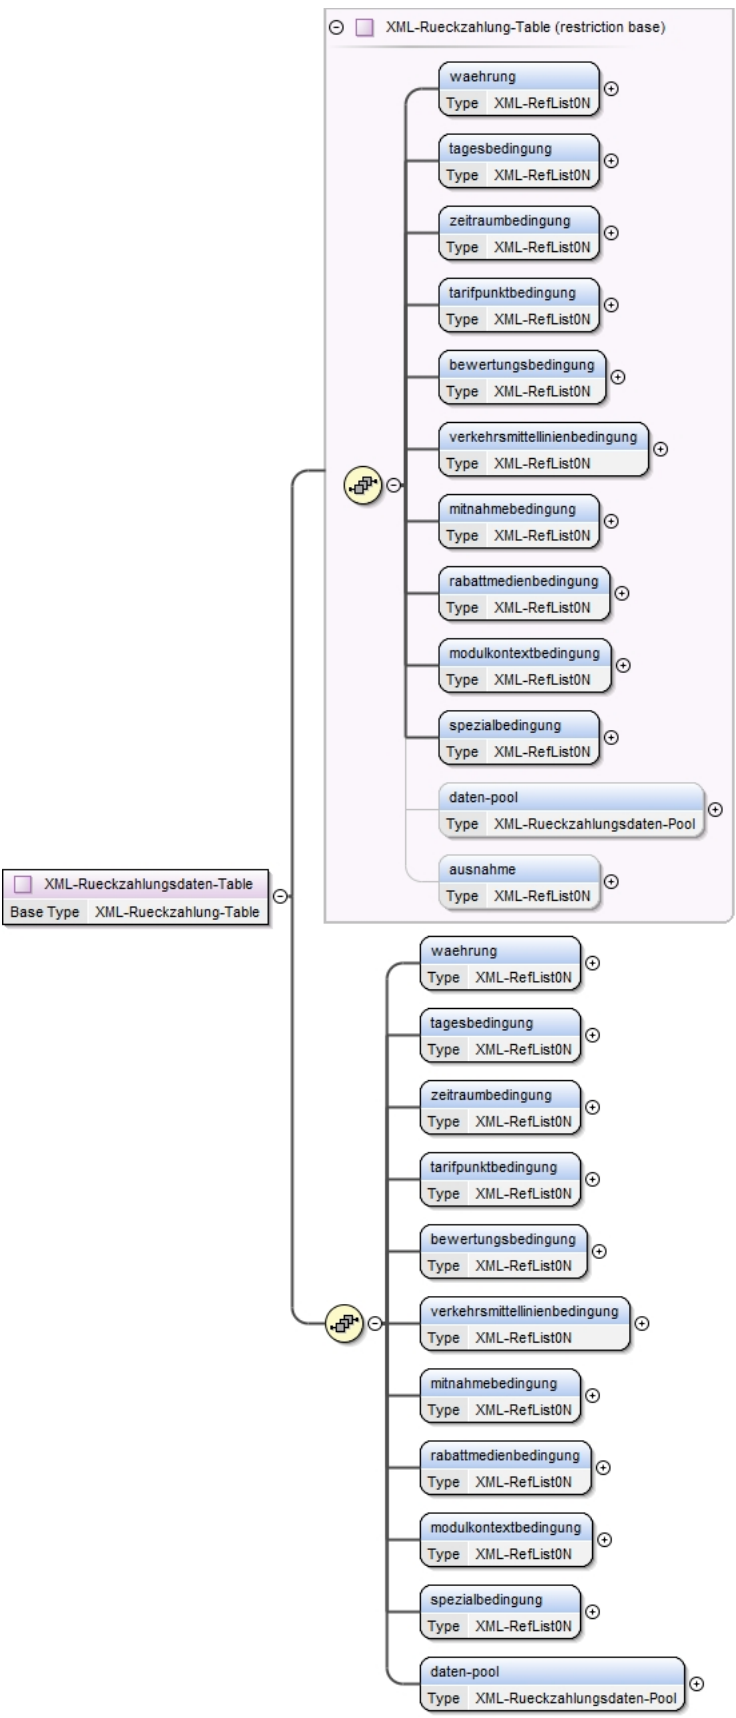 XML-Rueckzahlung-Table (restriction base)
waehrung
Type XML-RefList0N
tagesbedingung
Type XML-RefList0N
zeitraumbedingung
Type XML-RefList0N
tarifpunktbedingung
Type XML-RefList0N
bewertungsbedingung
Type XML-RefList0N
verkehrsmittellinienbedingung
Type XML-RefList0N
mitnahmebedingung
Type XML-RefList0N
rabattmedienbedingung
Type XML-RefList0N
modulkontextbedingung
Type XML-RefList0N
spezialbedingung
Type XML-RefList0N
daten-pool
Type XML-Rueckzahlungsdaten-Pool
ausnahme
Type XML-RefList0N
XML-Rueckzahlungsdaten-Table
Base Type XML-Rueckzahlung-Table
waehrung
Type XML-RefList0N
tagesbedingung
Type XML-RefList0N
zeitraumbedingung
Type XML-RefList0N
tarifpunktbedingung
Type XML-RefList0N
bewertungsbedingung
Type XML-RefList0N
verkehrsmittellinienbedingung
Type XML-RefList0N
mitnahmebedingung
Type XML-RefList0N
rabattmedienbedingung
Type XML-RefList0N
modulkontextbedingung
Type XML-RefList0N
spezialbedingung
Type XML-RefList0N
daten-pool
Type XML-Rueckzahlungsdaten-Pool